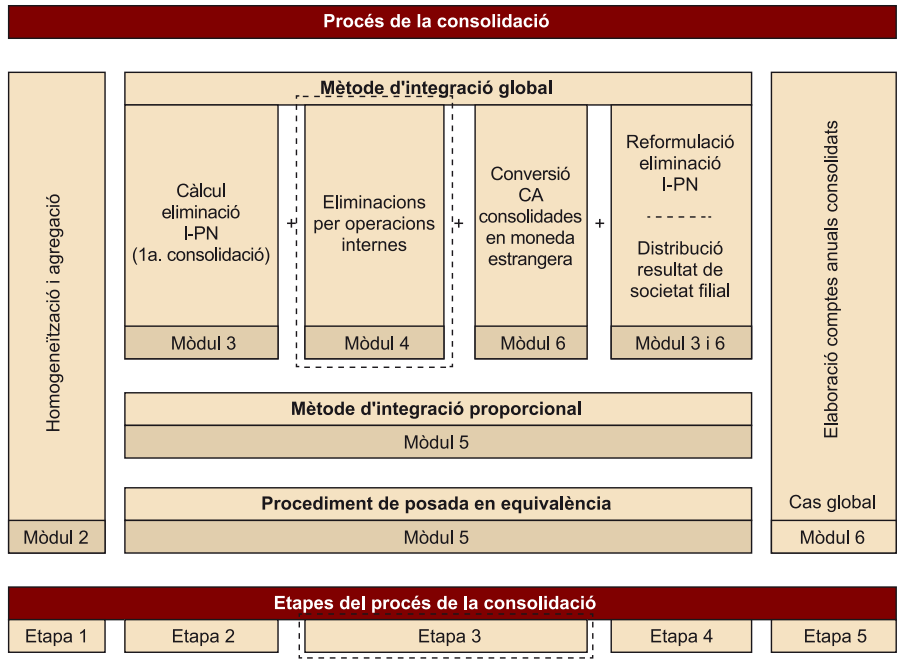 Procés de la consolidació
Homogeneïtzació i agregació
Mòdul 2
Mètode d'integració global
Càlcul
eliminació
I-PN
(1a. consolidació)
Mòdul 3
+
Eliminacions
per operacions
internes
Mòdul 4
+
Conversió
CA
consolidades
en moneda
estrangera
Mòdul 6
+
Reformulació
eliminació
I-PN
Distribució
resultat de
societat filial
Mòdul 3 i 6
Mètode d'integració proporcional
Mòdul 5
Procediment de posada en equivalència
Mòdul 5
Elaboració comptes anuals consolidats
Cas global
Mòdul 6
Etapes del procés de la consolidació
Etapa 1
Etapa 2
Etapa 3
Etapa 4
Etapa 5